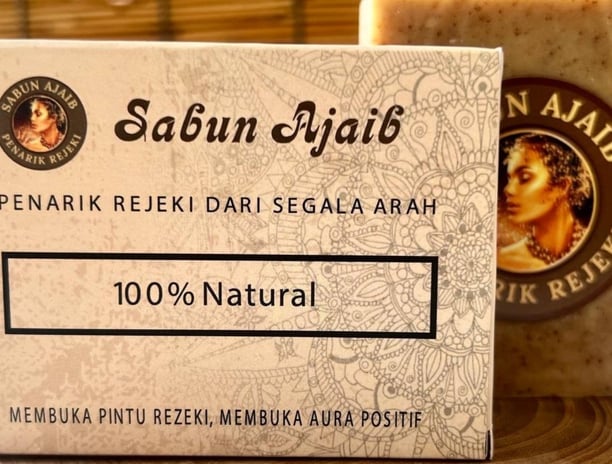 SABUN AJAIB
PENARIK REJEKI
Sabun Ajaib
PENARIK REJEKI DARI SEGALA ARAH
100% Natural
MEMBUKA PINTU REZEKI, MEMBUKA AURA POSITIF
UN AJAIB
RIK REJEKI